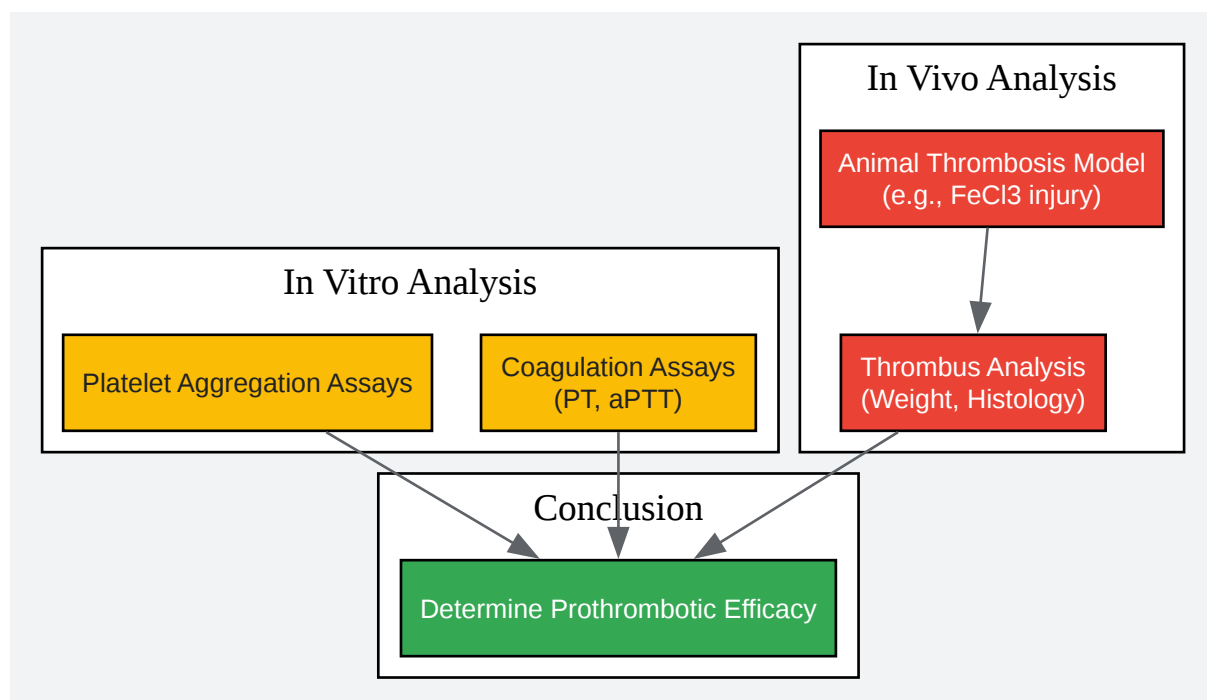 In Vivo Analysis
Animal Thrombosis Model
(e.g., FeCl3 injury)
In Vitro Analysis
Platelet Aggregation Assays
Coagulation Assays
(PT, aPTT)
Thrombus Analysis
(Weight, Histology)
Conclusion
Determine Prothrombotic Efficacy